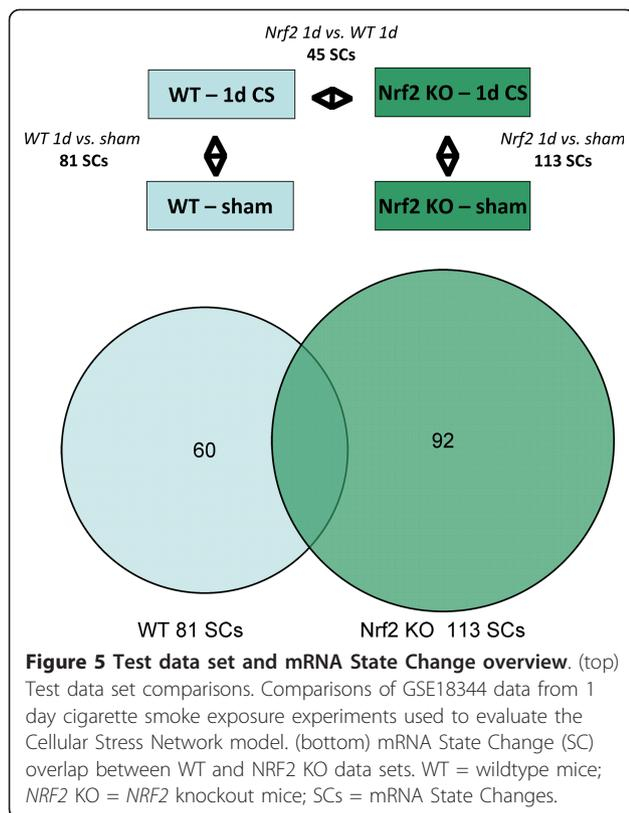 Nrf2 1d vs. WT 1d
45 SCs
WT – 1d CS
Nrf2 KO – 1d CS
WT 1d vs. sham
81 SCs
Nrf2 1d vs. sham
113 SCs
WT – sham
Nrf2 KO – sham
60
92
WT 81 SCs
Nrf2 KO 113 SCs
Figure 5 Test data set and mRNA State Change overview. (top)
Test data set comparisons. Comparisons of GSE18344 data from 1
day cigarette smoke exposure experiments used to evaluate the
Cellular Stress Network model. (bottom) mRNA State Change (SC)
overlap between WT and NRF2 KO data sets. WT = wildtype mice;
NRF2 KO = NRF2 knockout mice; SCs = mRNA State Changes.